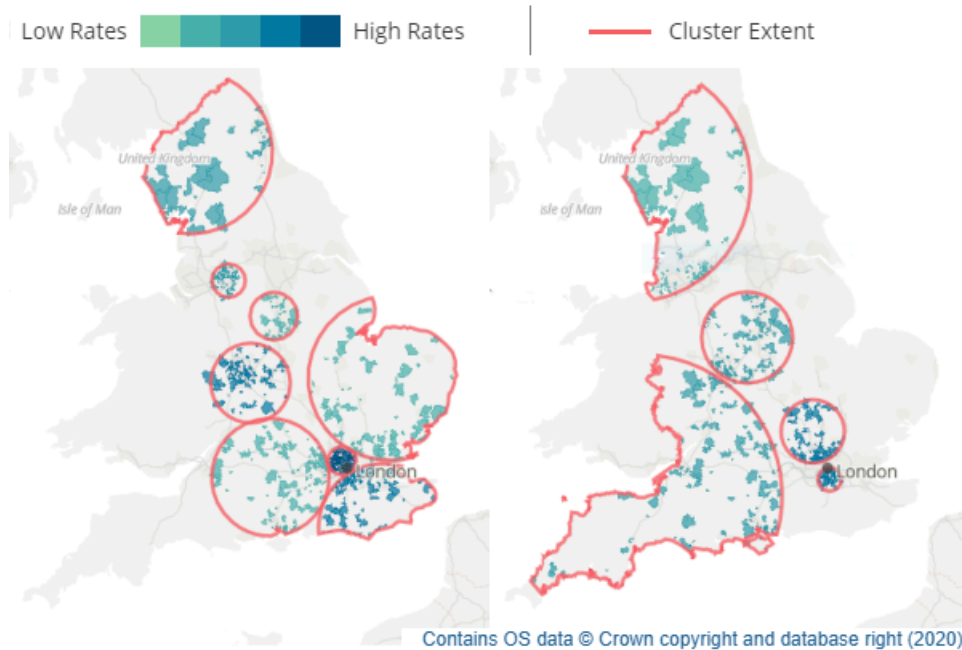 Low Rates High Rates Cluster Extent
United Kingdom United Kingdom
Isle of Man isle of Man
London London
Contains OS data © Crown copyright and database right (2020)